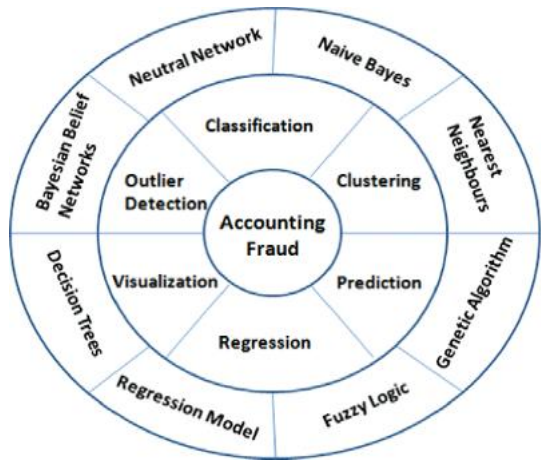 Neutral Network
Naive Bayes
Bayesian Belief
Networks
Nearest
Neighbours
Classification
Outlier
Detection
Clustering
Accounting
Fraud
Visualization
Prediction
Regression
Decision Trees
Genetic Algorithm
Regression Model
Fuzzy Logic